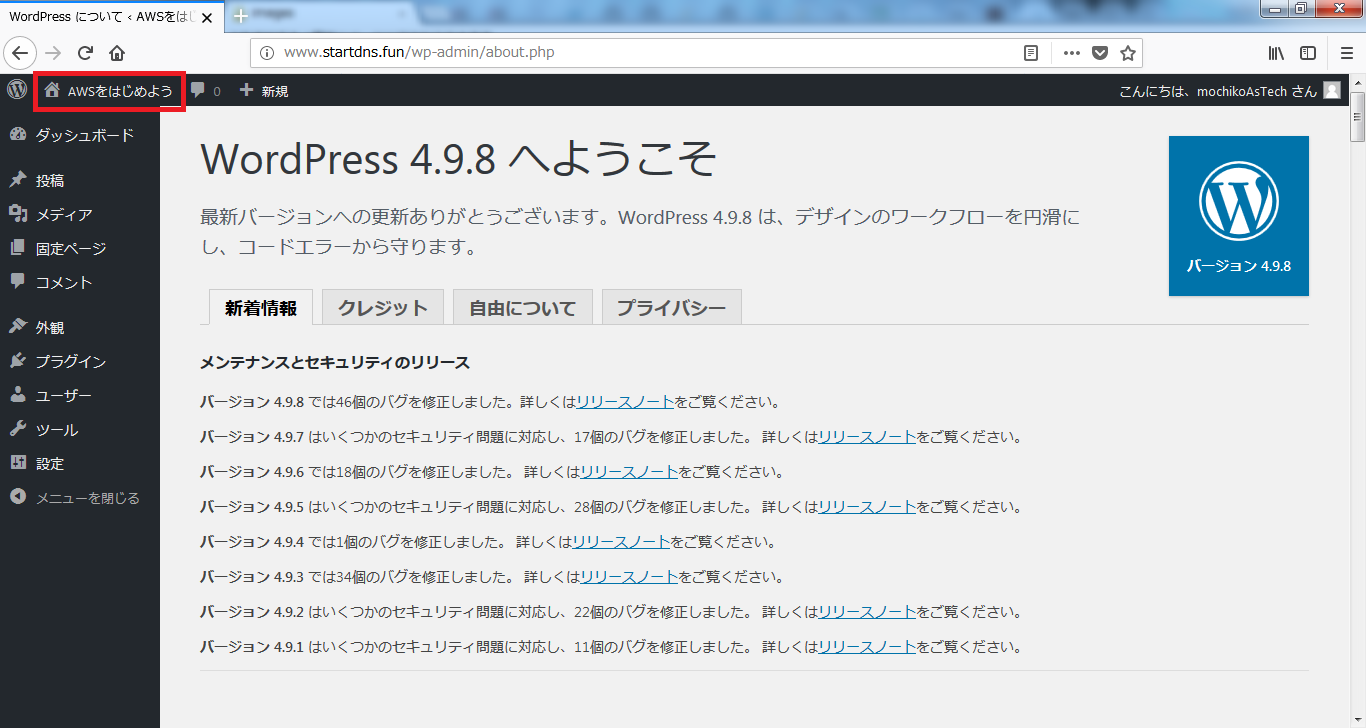 WordPress について ‹ AWSをはじ
www.startdns.fun/wp-admin/about.php
AWSをはじめよう 0 新規 こんにちは、mochikoAsTech さん
ダッシュボード
投稿
メディア
固定ページ
コメント
外観
プラグイン
ユーザー
ツール
設定
メニューを閉じる
WordPress 4.9.8 へようこそ
最新バージョンへの更新ありがとうございます。WordPress 4.9.8 は、デザインのワークフローを円滑に
し、コードエラーから守ります。
バージョン 4.9.8
新着情報 クレジット 自由について プライバシー
メンテナンスとセキュリティのリリース
バージョン 4.9.8 では46個のバグを修正しました。詳しくはリリースノートをご覧ください。
バージョン 4.9.7 はいくつかのセキュリティ問題に対応し、17個のバグを修正しました。 詳しくはリリースノートをご覧ください。
バージョン 4.9.6 では18個のバグを修正しました。 詳しくはリリースノートをご覧ください。
バージョン 4.9.5 はいくつかのセキュリティ問題に対応し、28個のバグを修正しました。 詳しくはリリースノートをご覧ください。
バージョン 4.9.4 では1個のバグを修正しました。 詳しくはリリースノートをご覧ください。
バージョン 4.9.3 では34個のバグを修正しました。 詳しくはリリースノートをご覧ください。
バージョン 4.9.2 はいくつかのセキュリティ問題に対応し、22個のバグを修正しました。 詳しくはリリースノートをご覧ください。
バージョン 4.9.1 はいくつかのセキュリティ問題に対応し、11個のバグを修正しました。 詳しくはリリースノートをご覧ください。